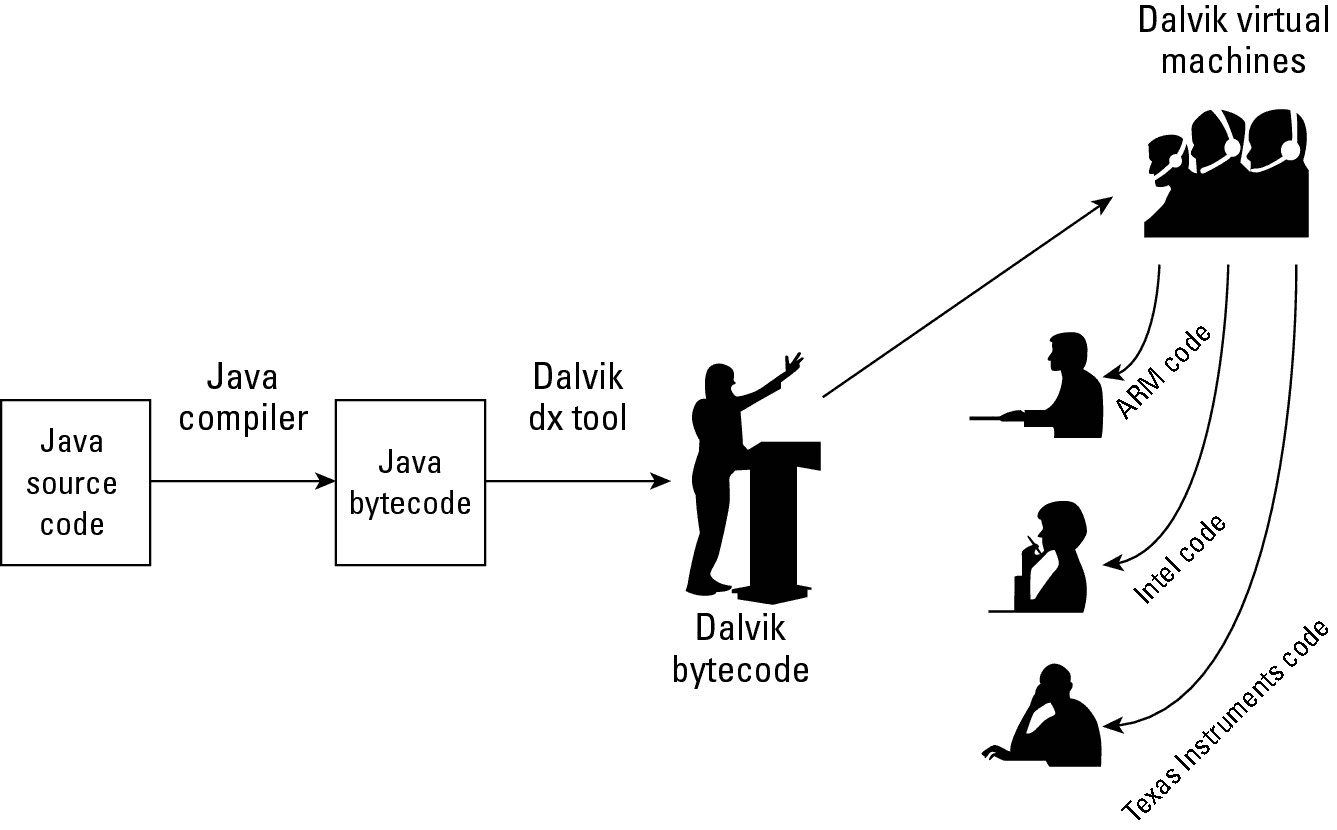 Dalvik virtual
machines
ARM code
Java
compiler
Dalvik
dx tool
Java
source
code
Java
bytecode
Intel code
Dalvik
bytecode
Texas Instruments code